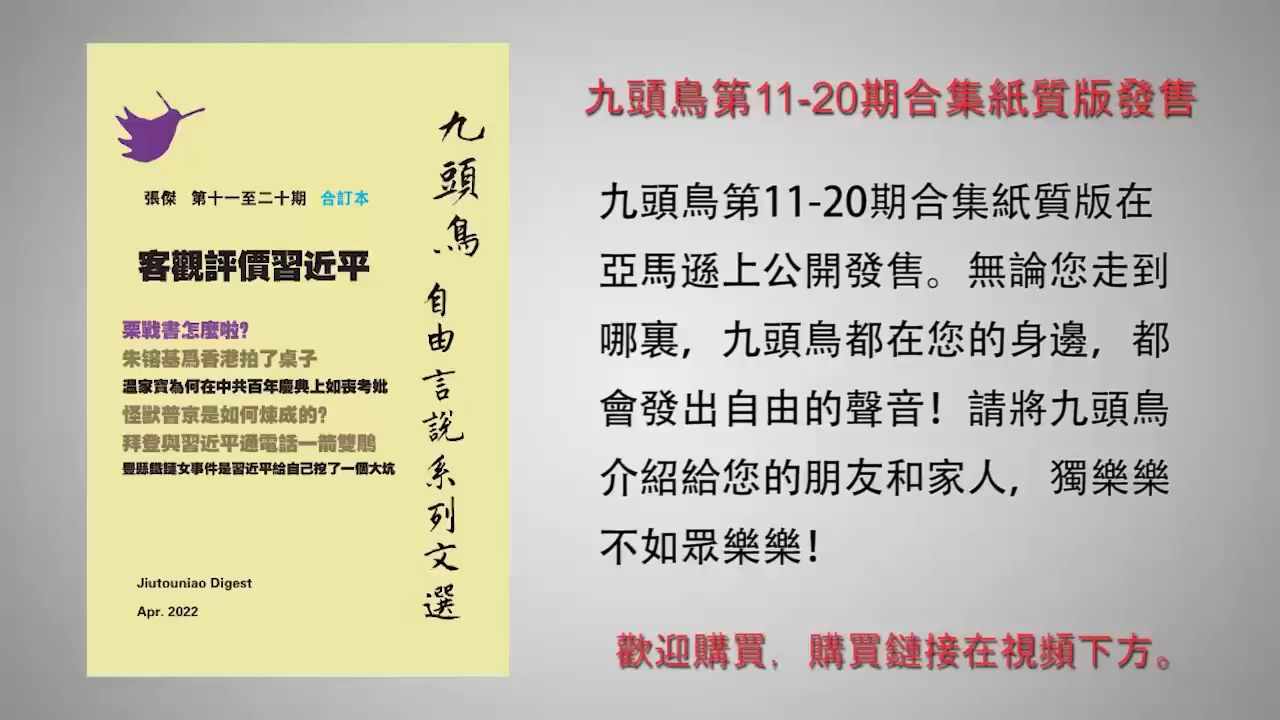 張傑 第十一至二十期 合訂本
客觀評價習近平
栗戰書怎麼啦?
朱镕基爲香港拍了桌子
温家寶為何在中共百年慶典上如喪考妣
怪獸普京是如何煉成的?
拜登與習近平通電話一箭雙鵰
豐縣鐵鏈女事件是習近平給自己挖了一個大坑
Jiutouniao Digest
Apr. 2022
九頭鳥 自由言說系列文選
九頭鳥第11-20期合集紙質版發售
九頭鳥第11-20期合集紙質版在
亞馬遜上公開發售。無論您走到
哪裏，九頭鳥都在您的身邊，都
會發出自由的聲音！請將九頭鳥
介紹給您的朋友和家人，獨樂樂
不如眾樂樂！
歡迎購買，購買鏈接在視頻下方。